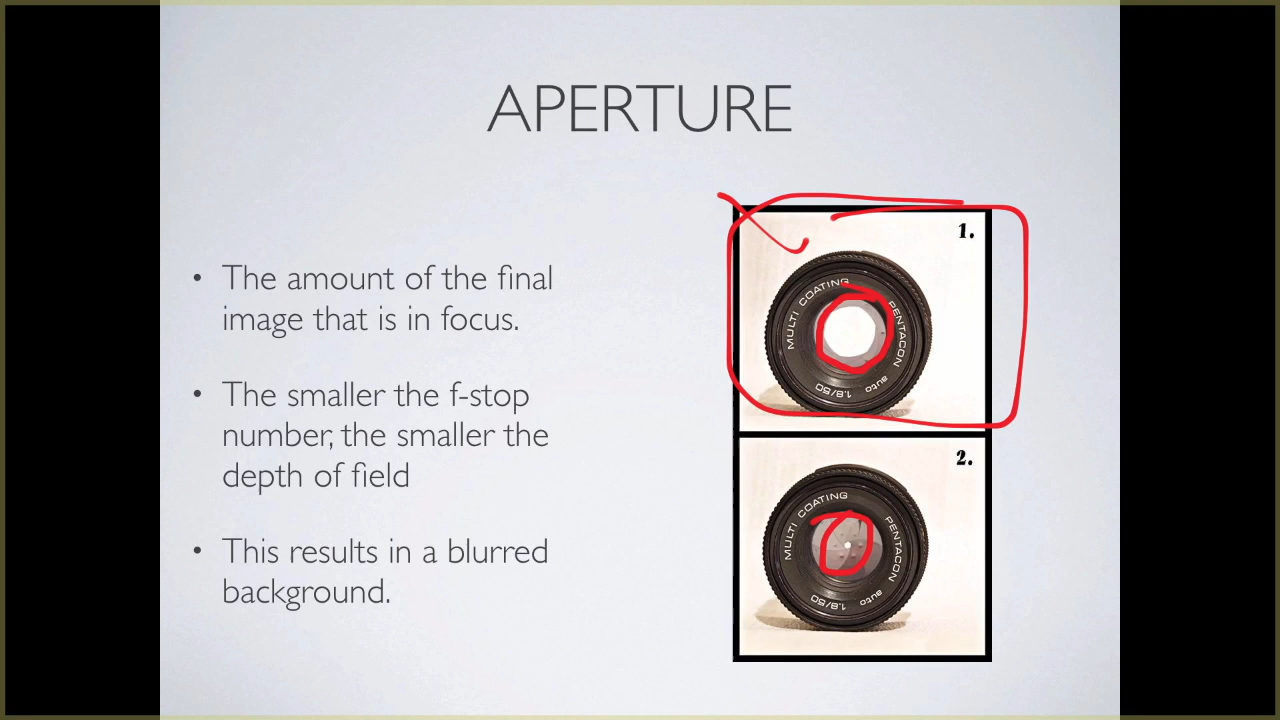 APERTURE
• The amount of the final
image that is in focus.
• The smaller the f-stop
number, the smaller the
depth of field
• This results in a blurred
background.
1.
MULTI COATING PENTACON auto 1.8/50
2.
MULTI COATING PENTACON auto 1.8/50